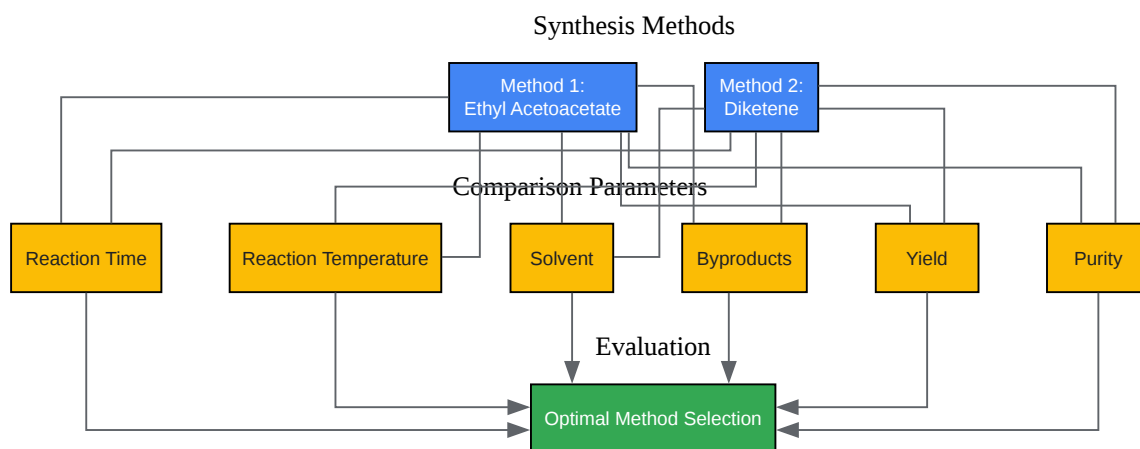 Synthesis Methods
Method 1:
Ethyl Acetoacetate
Method 2:
Diketene
Comparison Parameters
Reaction Time
Reaction Temperature
Solvent
Byproducts
Yield
Purity
Evaluation
Optimal Method Selection